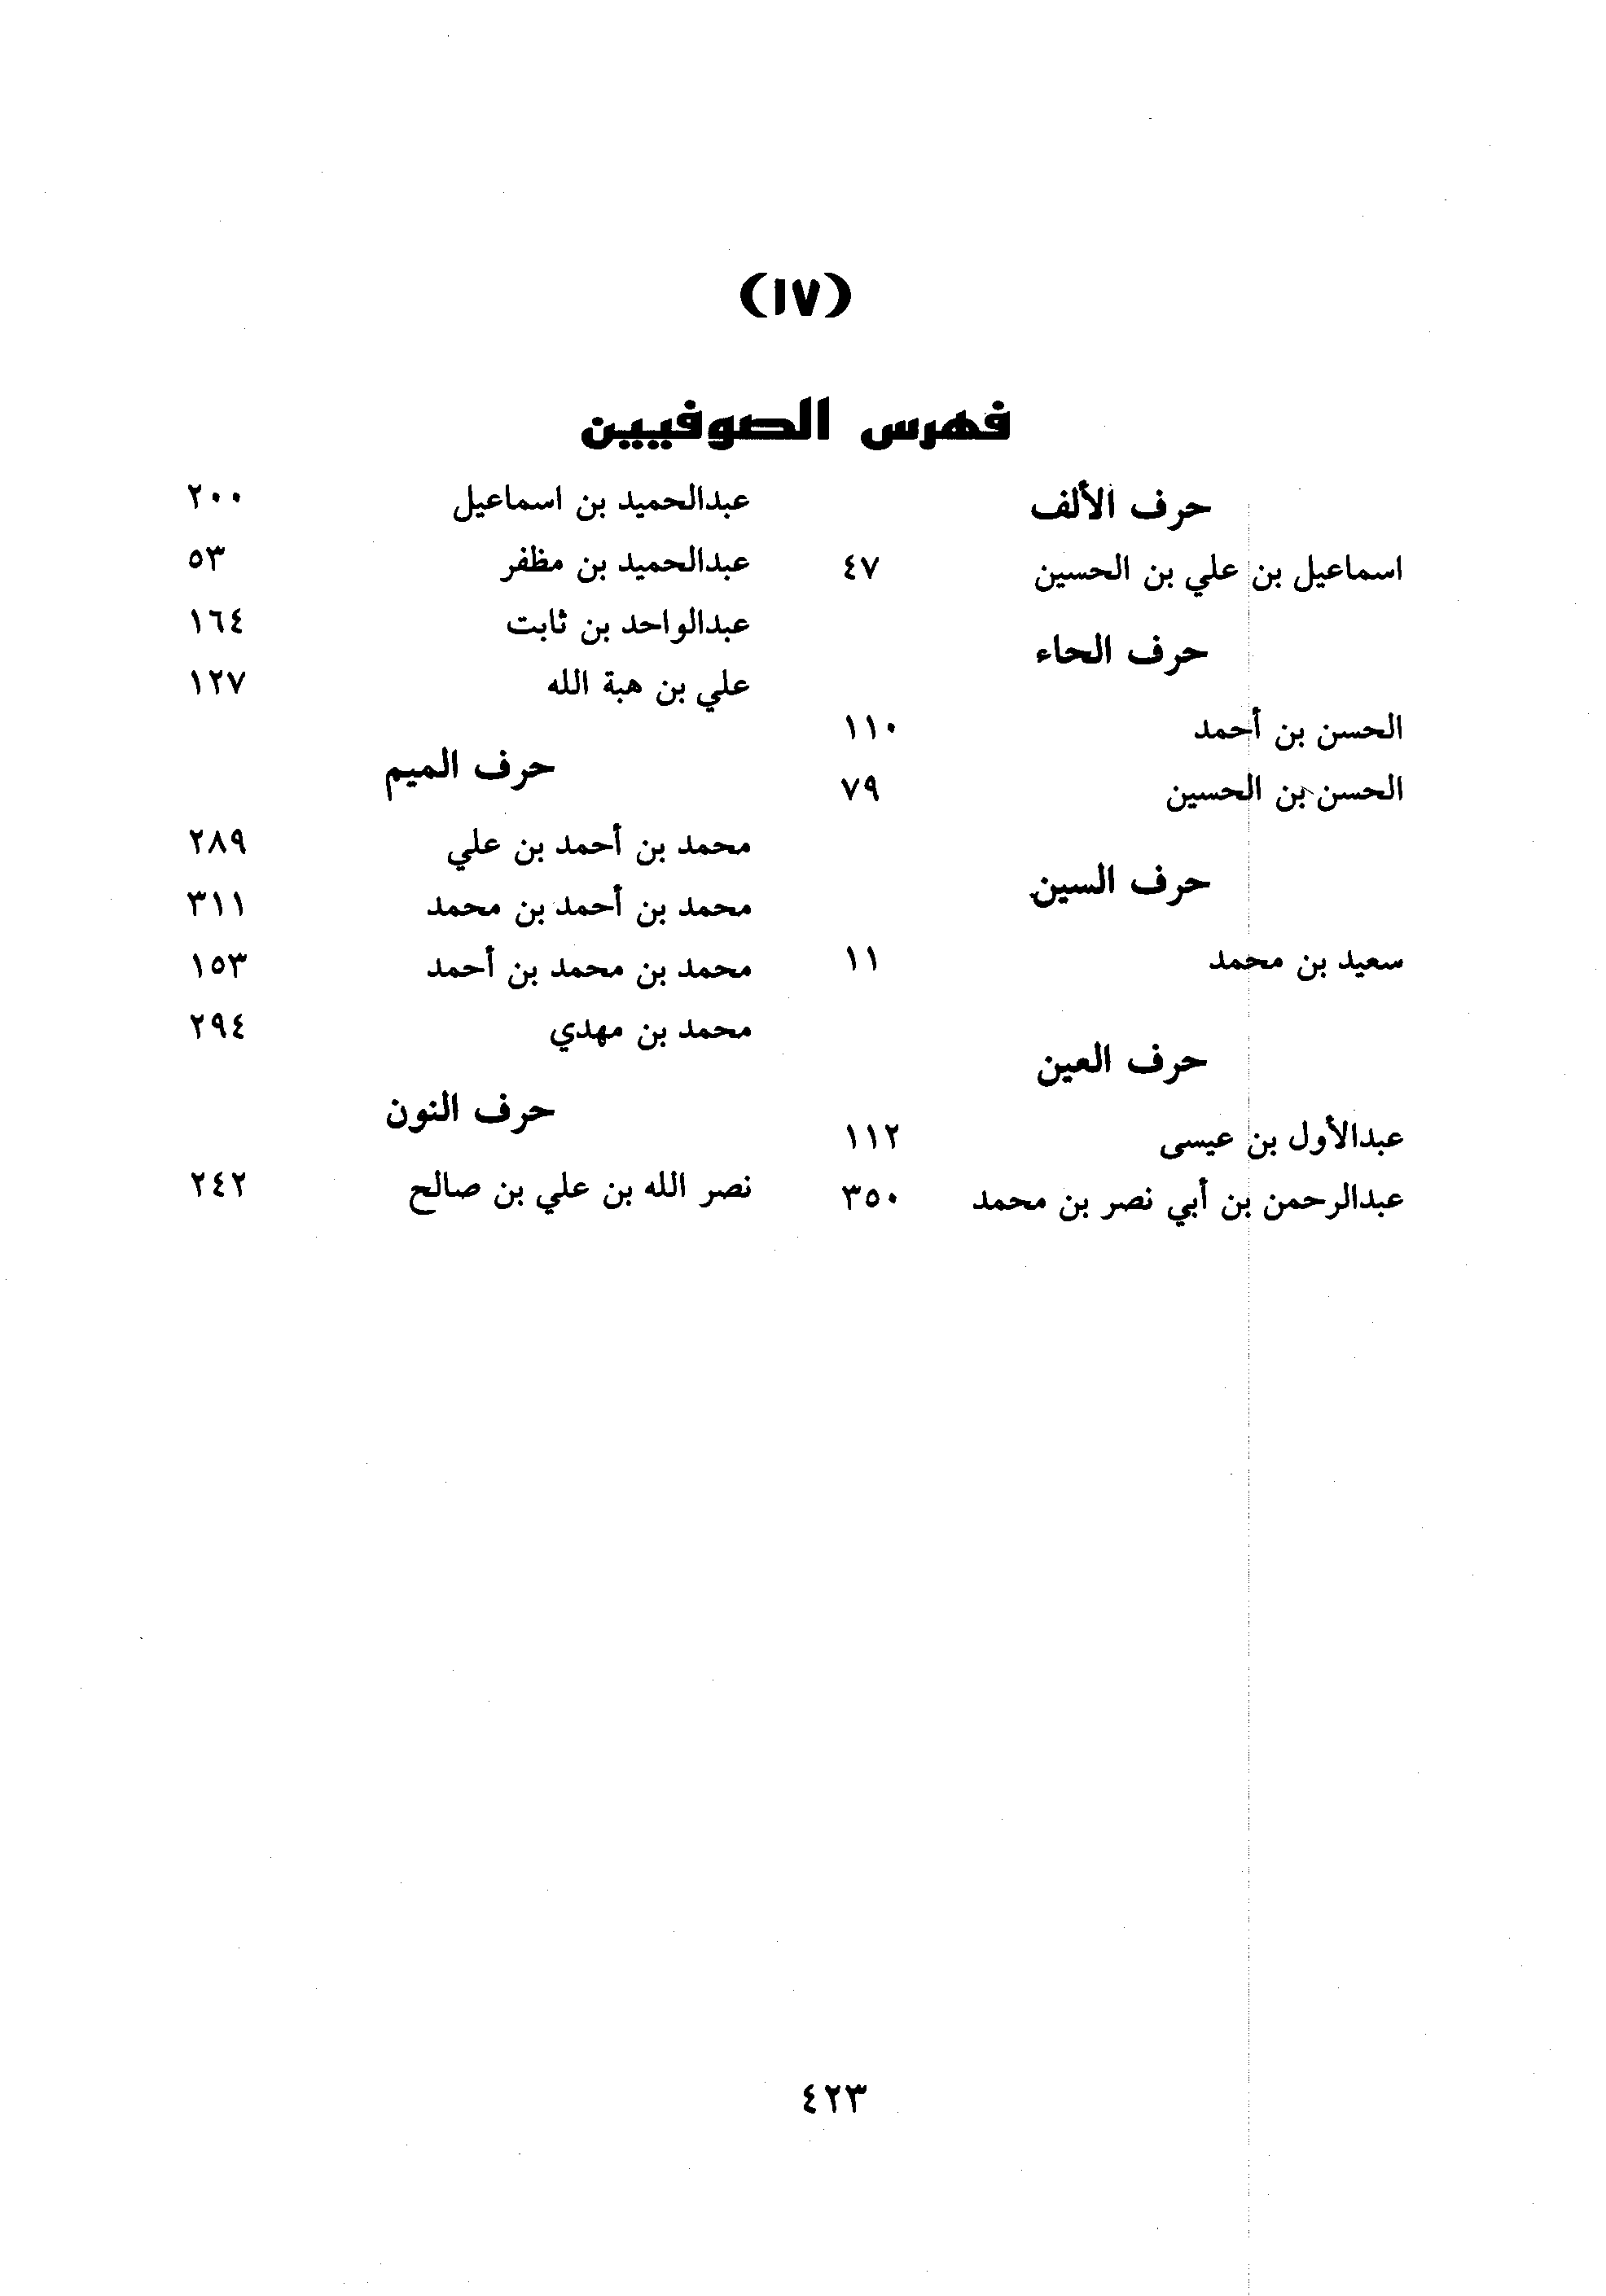 (١٧)
فهرس الصوفيين
حرف الألف
اسماعيل بن علي بن الحسين ٤٧
حرف الحاء
الحسن بن أحمد ١١٠
الحسن بن الحسين ٧٩
حرف السين
سعيد بن محمد ١١
حرف العين
عبدالأول بن عيسى ١١٢
عبدالرحمن بن أبي نصر بن محمد ٣٥٠
عبدالحميد بن اسماعيل ٢٠٠
عبدالحميد بن مظفر ٥٣
عبدالواحد بن ثابت ١٦٤
علي بن هبة الله ١٢٧
حرف الميم
محمد بن أحمد بن علي ٢٨٩
محمد بن أحمد بن محمد ٣١١
محمد بن محمد بن أحمد ١٥٣
محمد بن مهدي ٢٩٤
حرف النون
نصر الله بن علي بن صالح ٢٤٢
٤٢٣